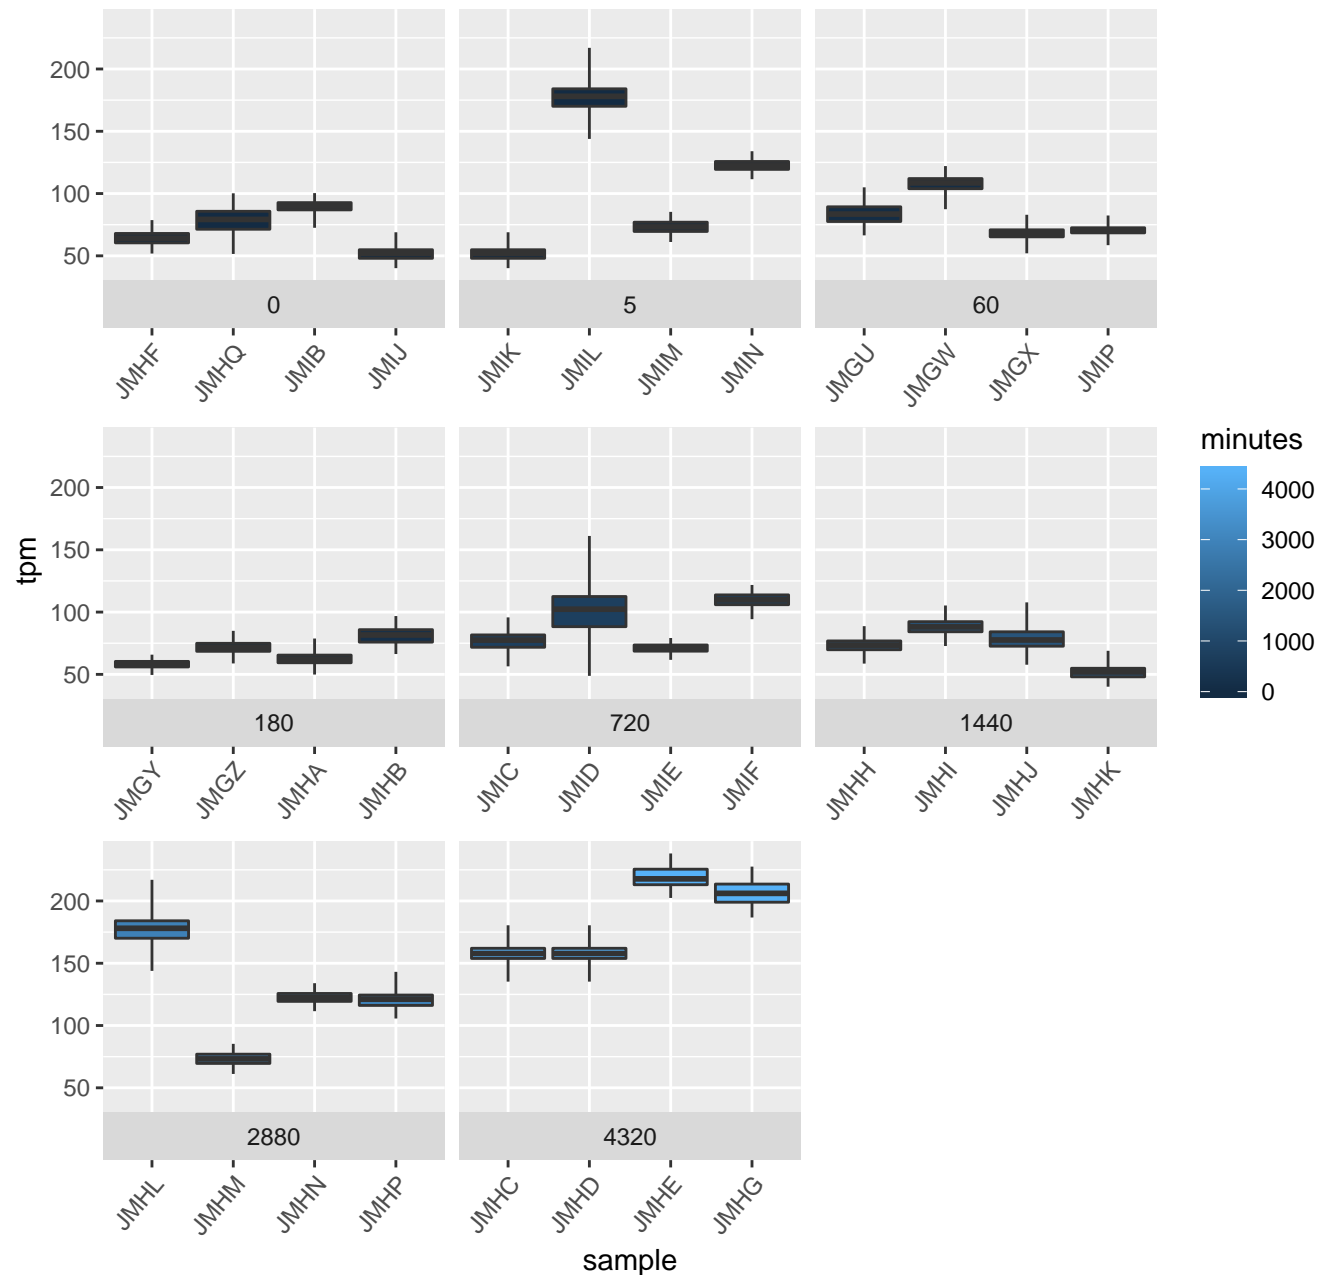 200
150
100
50
0
5
60
JMHF
JMHQ
JMIB
JMIJ
JMIK
JMIL
JMIM
JMIN
JMGU
JMGW
JMGX
JMIP
tpm
200
150
100
50
180
720
1440
JMGY
JMGZ
JMHA
JMHB
JMIC
JMID
JMIE
JMIF
JMHH
JMHI
JMHJ
JMHK
200
150
100
50
2880
4320
JMHL
JMHM
JMHN
JMHP
JMHC
JMHD
JMHE
JMHG
sample
minutes
4000
3000
2000
1000
0